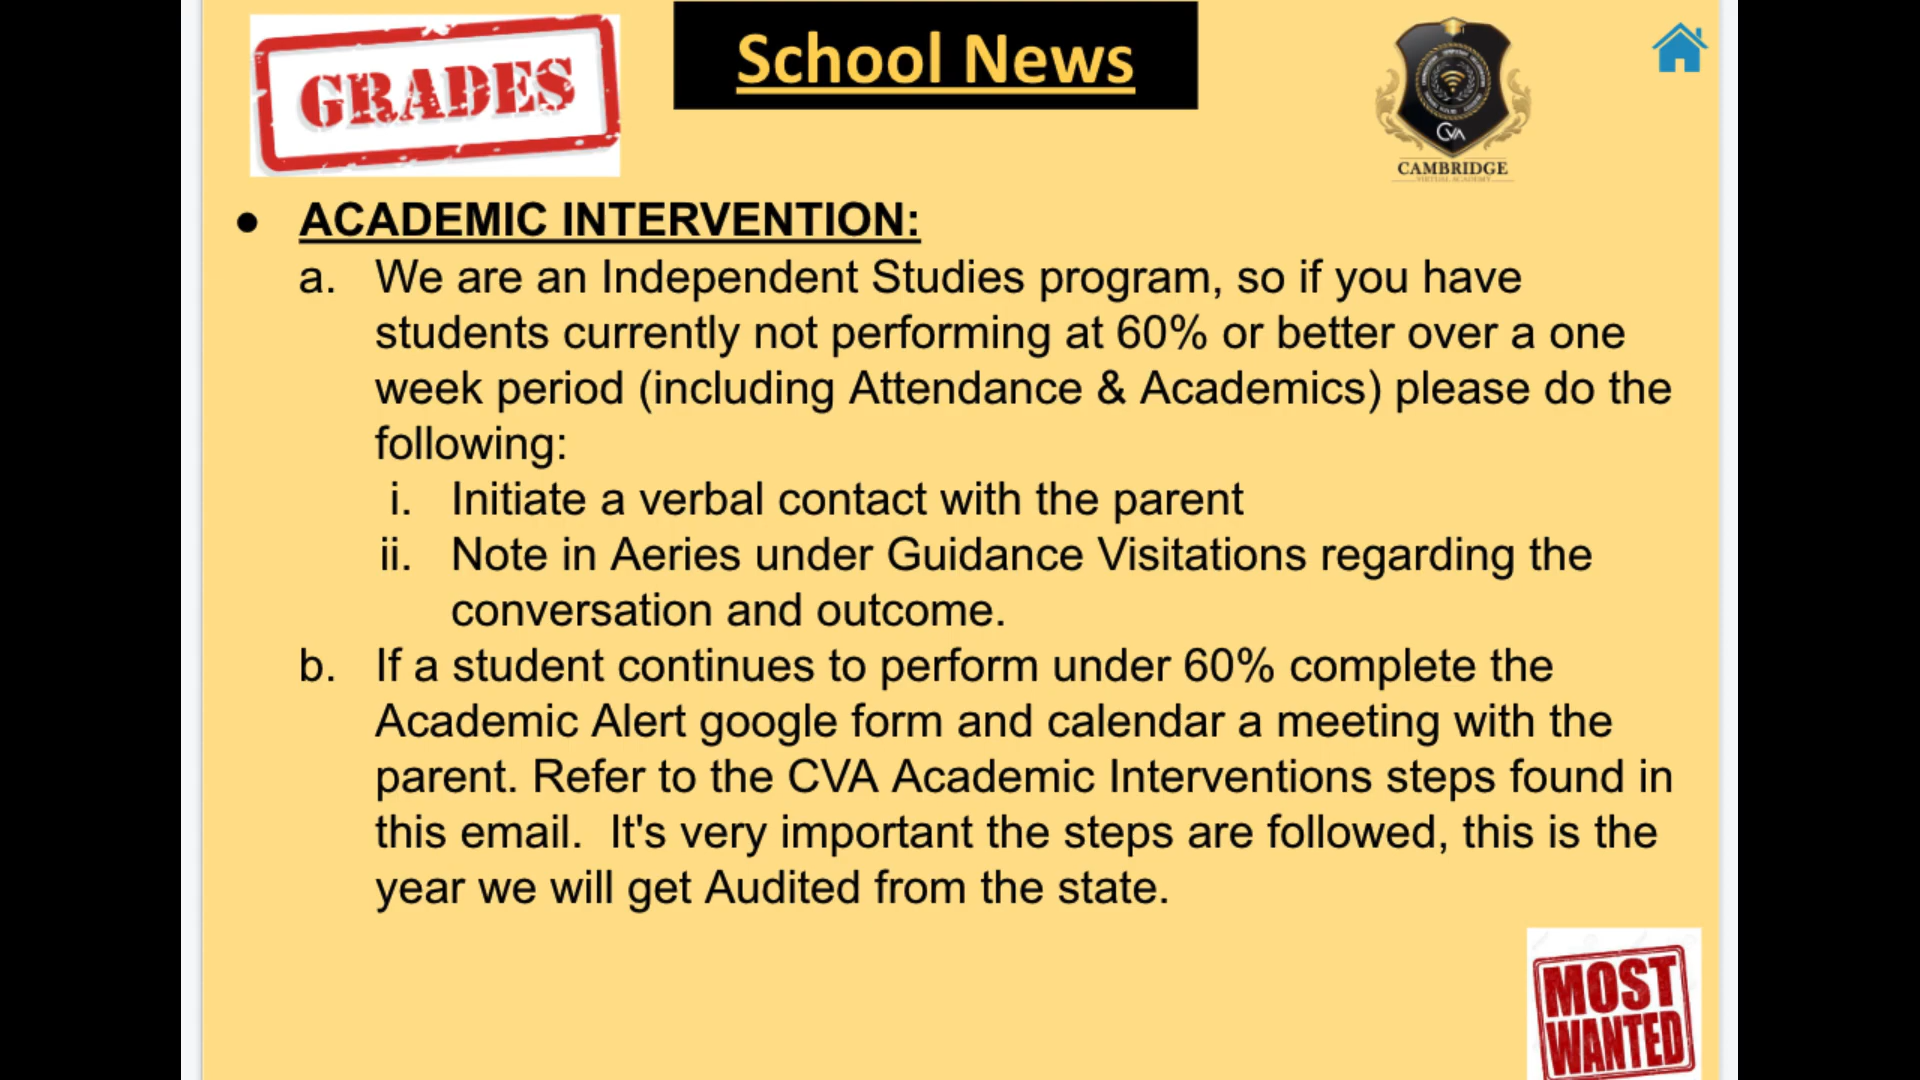 GRADES
School News
CVA
CAMBRIDGE
VIRTUAL ACADEMY
● ACADEMIC INTERVENTION:
a. We are an Independent Studies program, so if you have
students currently not performing at 60% or better over a one
week period (including Attendance & Academics) please do the
following:
i. Initiate a verbal contact with the parent
ii. Note in Aeries under Guidance Visitations regarding the
conversation and outcome.
b. If a student continues to perform under 60% complete the
Academic Alert google form and calendar a meeting with the
parent. Refer to the CVA Academic Interventions steps found in
this email.  It's very important the steps are followed, this is the
year we will get Audited from the state.
MOST
WANTED